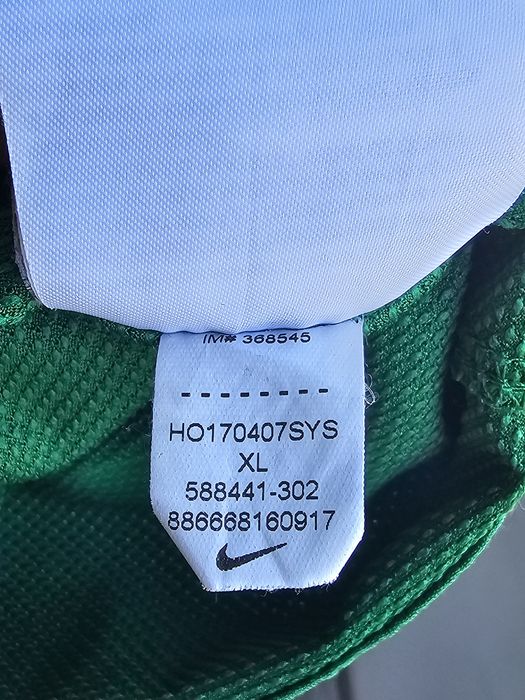 IM# 368545
--------
HO170407SYS
XL
588441-302
886668160917